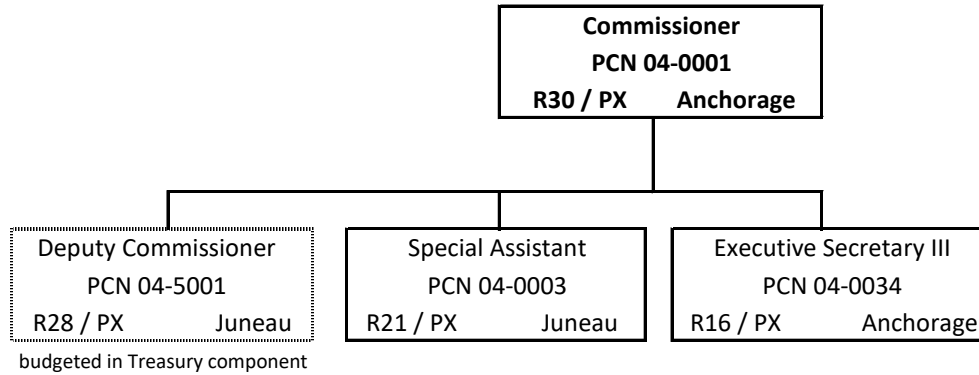 Commissioner
PCN 04-0001
R30 / PX Anchorage
Deputy Commissioner
PCN 04-5001
R28 / PX Juneau
budgeted in Treasury component
Special Assistant
PCN 04-0003
R21 / PX Juneau
Executive Secretary III
PCN 04-0034
R16 / PX Anchorage